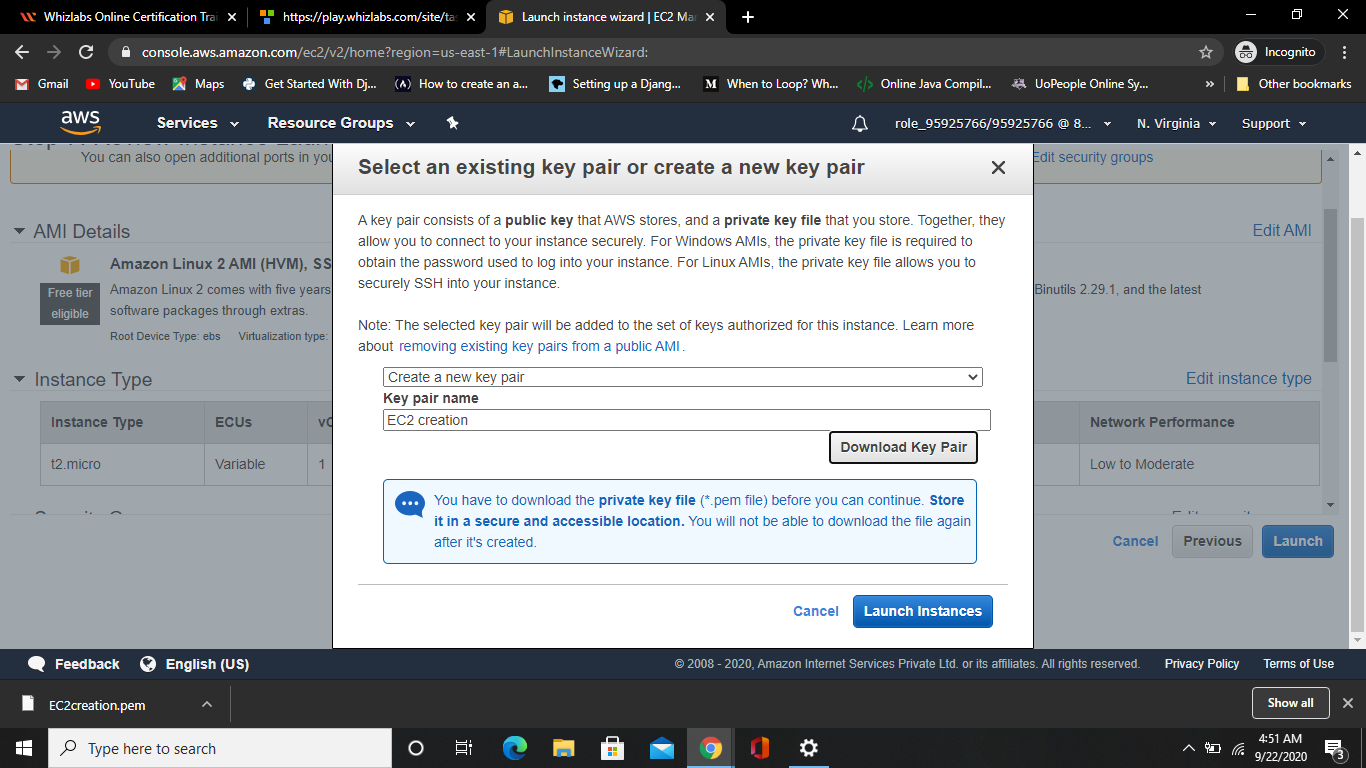 Whizlabs Online Certification Trai
https://play.whizlabs.com/site/tas
Launch instance wizard | EC2 Man
console.aws.amazon.com/ec2/v2/home?region=us-east-1#LaunchInstanceWizard:
Incognito
Gmail
YouTube
Maps
Get Started With Dj...
How to create an a...
Setting up a Djang...
When to Loop? Wh...
Online Java Compil...
UoPeople Online Sy...
Other bookmarks
aws
Services
Resource Groups
role_95925766/95925766 @ 8...
N. Virginia
Support
You can also open additional ports in you
Edit security groups
Select an existing key pair or create a new key pair
A key pair consists of a public key that AWS stores, and a private key file that you store. Together, they
allow you to connect to your instance securely. For Windows AMIs, the private key file is required to
obtain the password used to log into your instance. For Linux AMIs, the private key file allows you to
securely SSH into your instance.
Note: The selected key pair will be added to the set of keys authorized for this instance. Learn more
about removing existing key pairs from a public AMI .
Create a new key pair
Key pair name
EC2 creation
Download Key Pair
You have to download the private key file (*.pem file) before you can continue. Store
it in a secure and accessible location. You will not be able to download the file again
after it's created.
Cancel
Launch Instances
AMI Details
Edit AMI
Amazon Linux 2 AMI (HVM), SS
Free tier
eligible
Amazon Linux 2 comes with five years
Binutils 2.29.1, and the latest
software packages through extras.
Root Device Type: ebs
Virtualization type:
Instance Type
Edit instance type
Instance Type
ECUs
vC
Network Performance
t2.micro
Variable
1
Low to Moderate
Cancel
Previous
Launch
Feedback
English (US)
© 2008 - 2020, Amazon Internet Services Private Ltd. or its affiliates. All rights reserved.
Privacy Policy
Terms of Use
EC2creation.pem
Show all
Type here to search
4:51 AM
9/22/2020
3